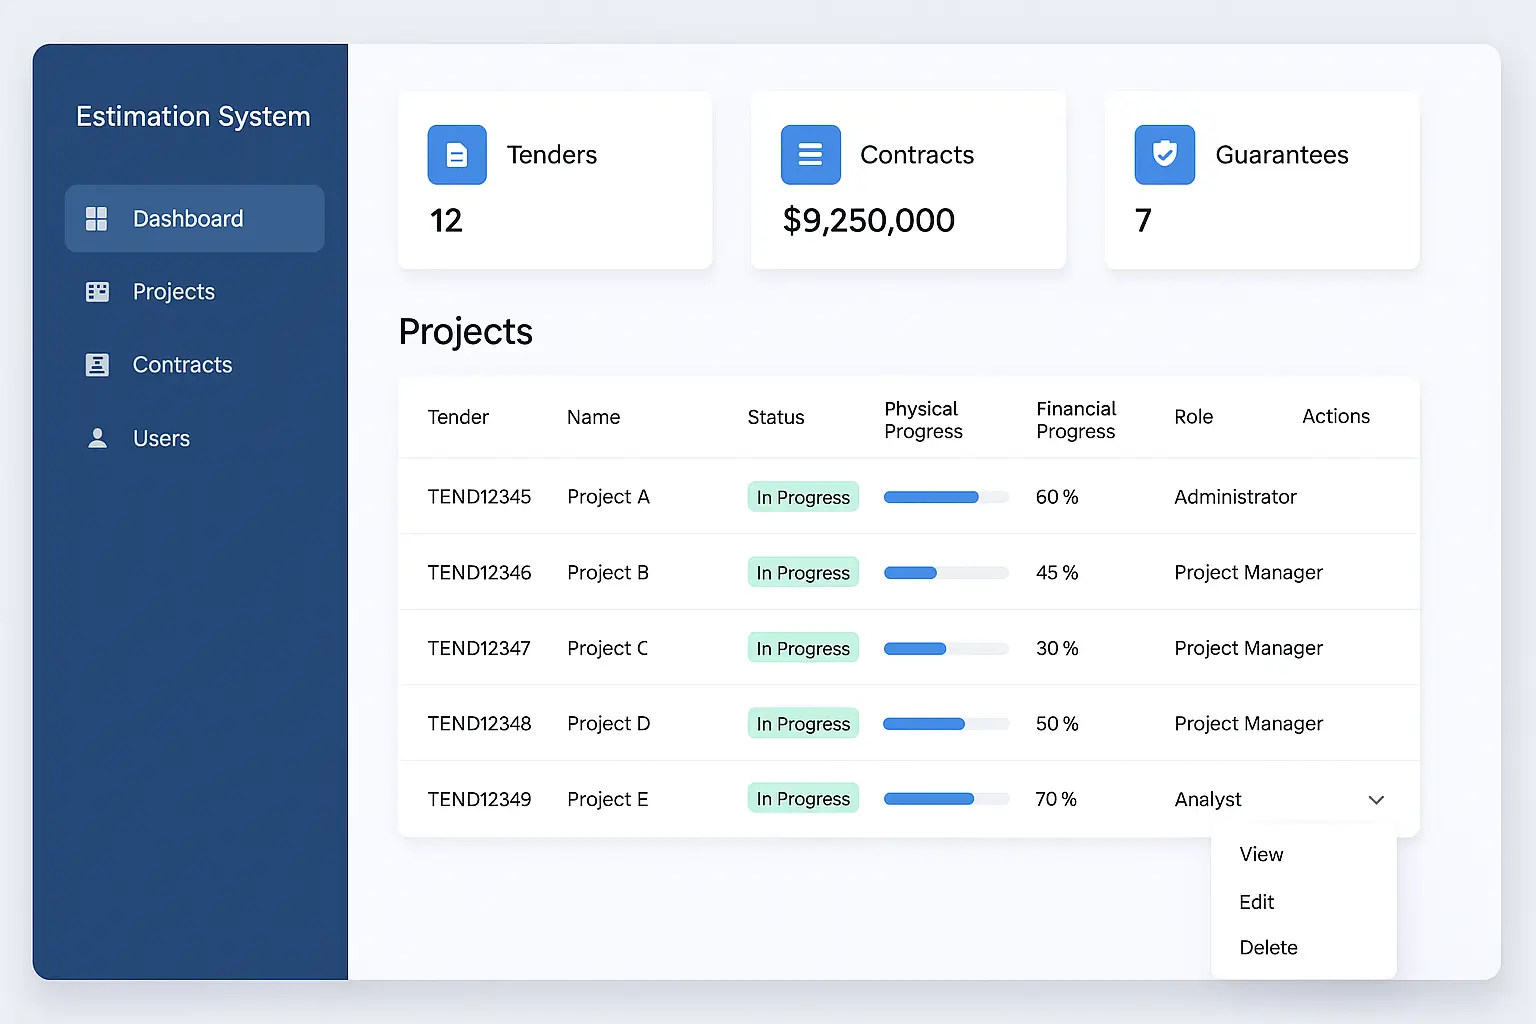 Estimation System
Dashboard
Projects
Contracts
Users
Tenders
12
Contracts
$9,250,000
Guarantees
7
Projects
Tender Name Status Physical Progress Financial Progress Role Actions
TEND12345 Project A In Progress 60 % Administrator
TEND12346 Project B In Progress 45 % Project Manager
TEND12347 Project C In Progress 30 % Project Manager
TEND12348 Project D In Progress 50 % Project Manager
TEND12349 Project E In Progress 70 % Analyst
View
Edit
Delete